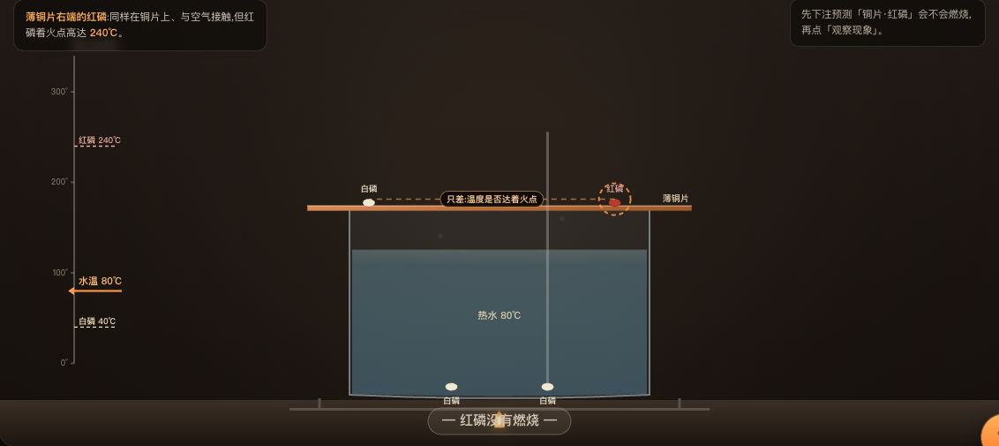 薄铜片右端的红磷:同样在铜片上、与空气接触,但红
磷着火点高达 240℃。
先下注预测「铜片·红磷」会不会燃烧,
再点「观察现象」。
300°
红磷 240℃
200°
100°
水温 80℃
白磷 40℃
0°
白磷
只差:温度是否达着火点
红磷
薄铜片
热水 80℃
白磷
白磷
— 红磷没有燃烧 —